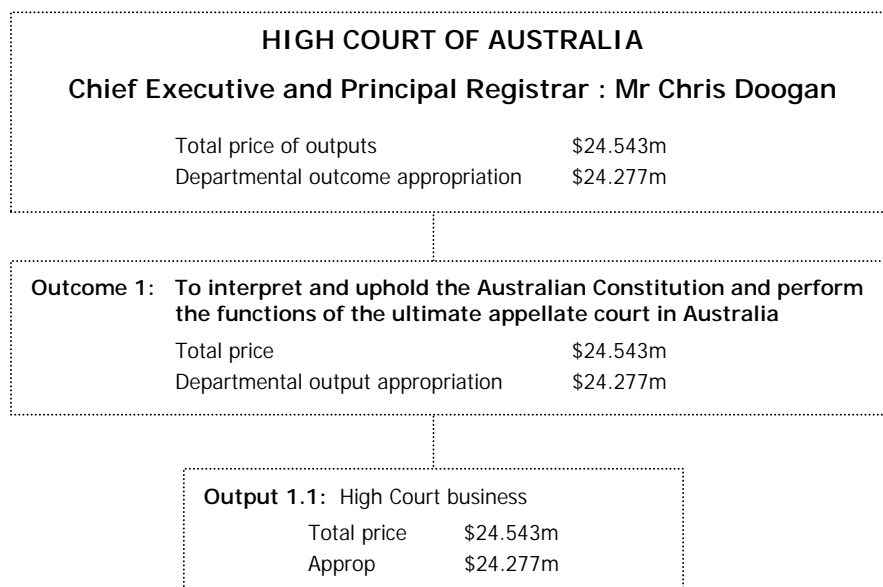 HIGH COURT OF AUSTRALIA
Chief Executive and Principal Registrar : Mr Chris Doogan
Total price of outputs $24.543m
Departmental outcome appropriation $24.277m
Outcome 1: To interpret and uphold the Australian Constitution and perform
the functions of the ultimate appellate court in Australia
Total price $24.543m
Departmental output appropriation $24.277m
Output 1.1: High Court business
Total price $24.543m
Approp $24.277m